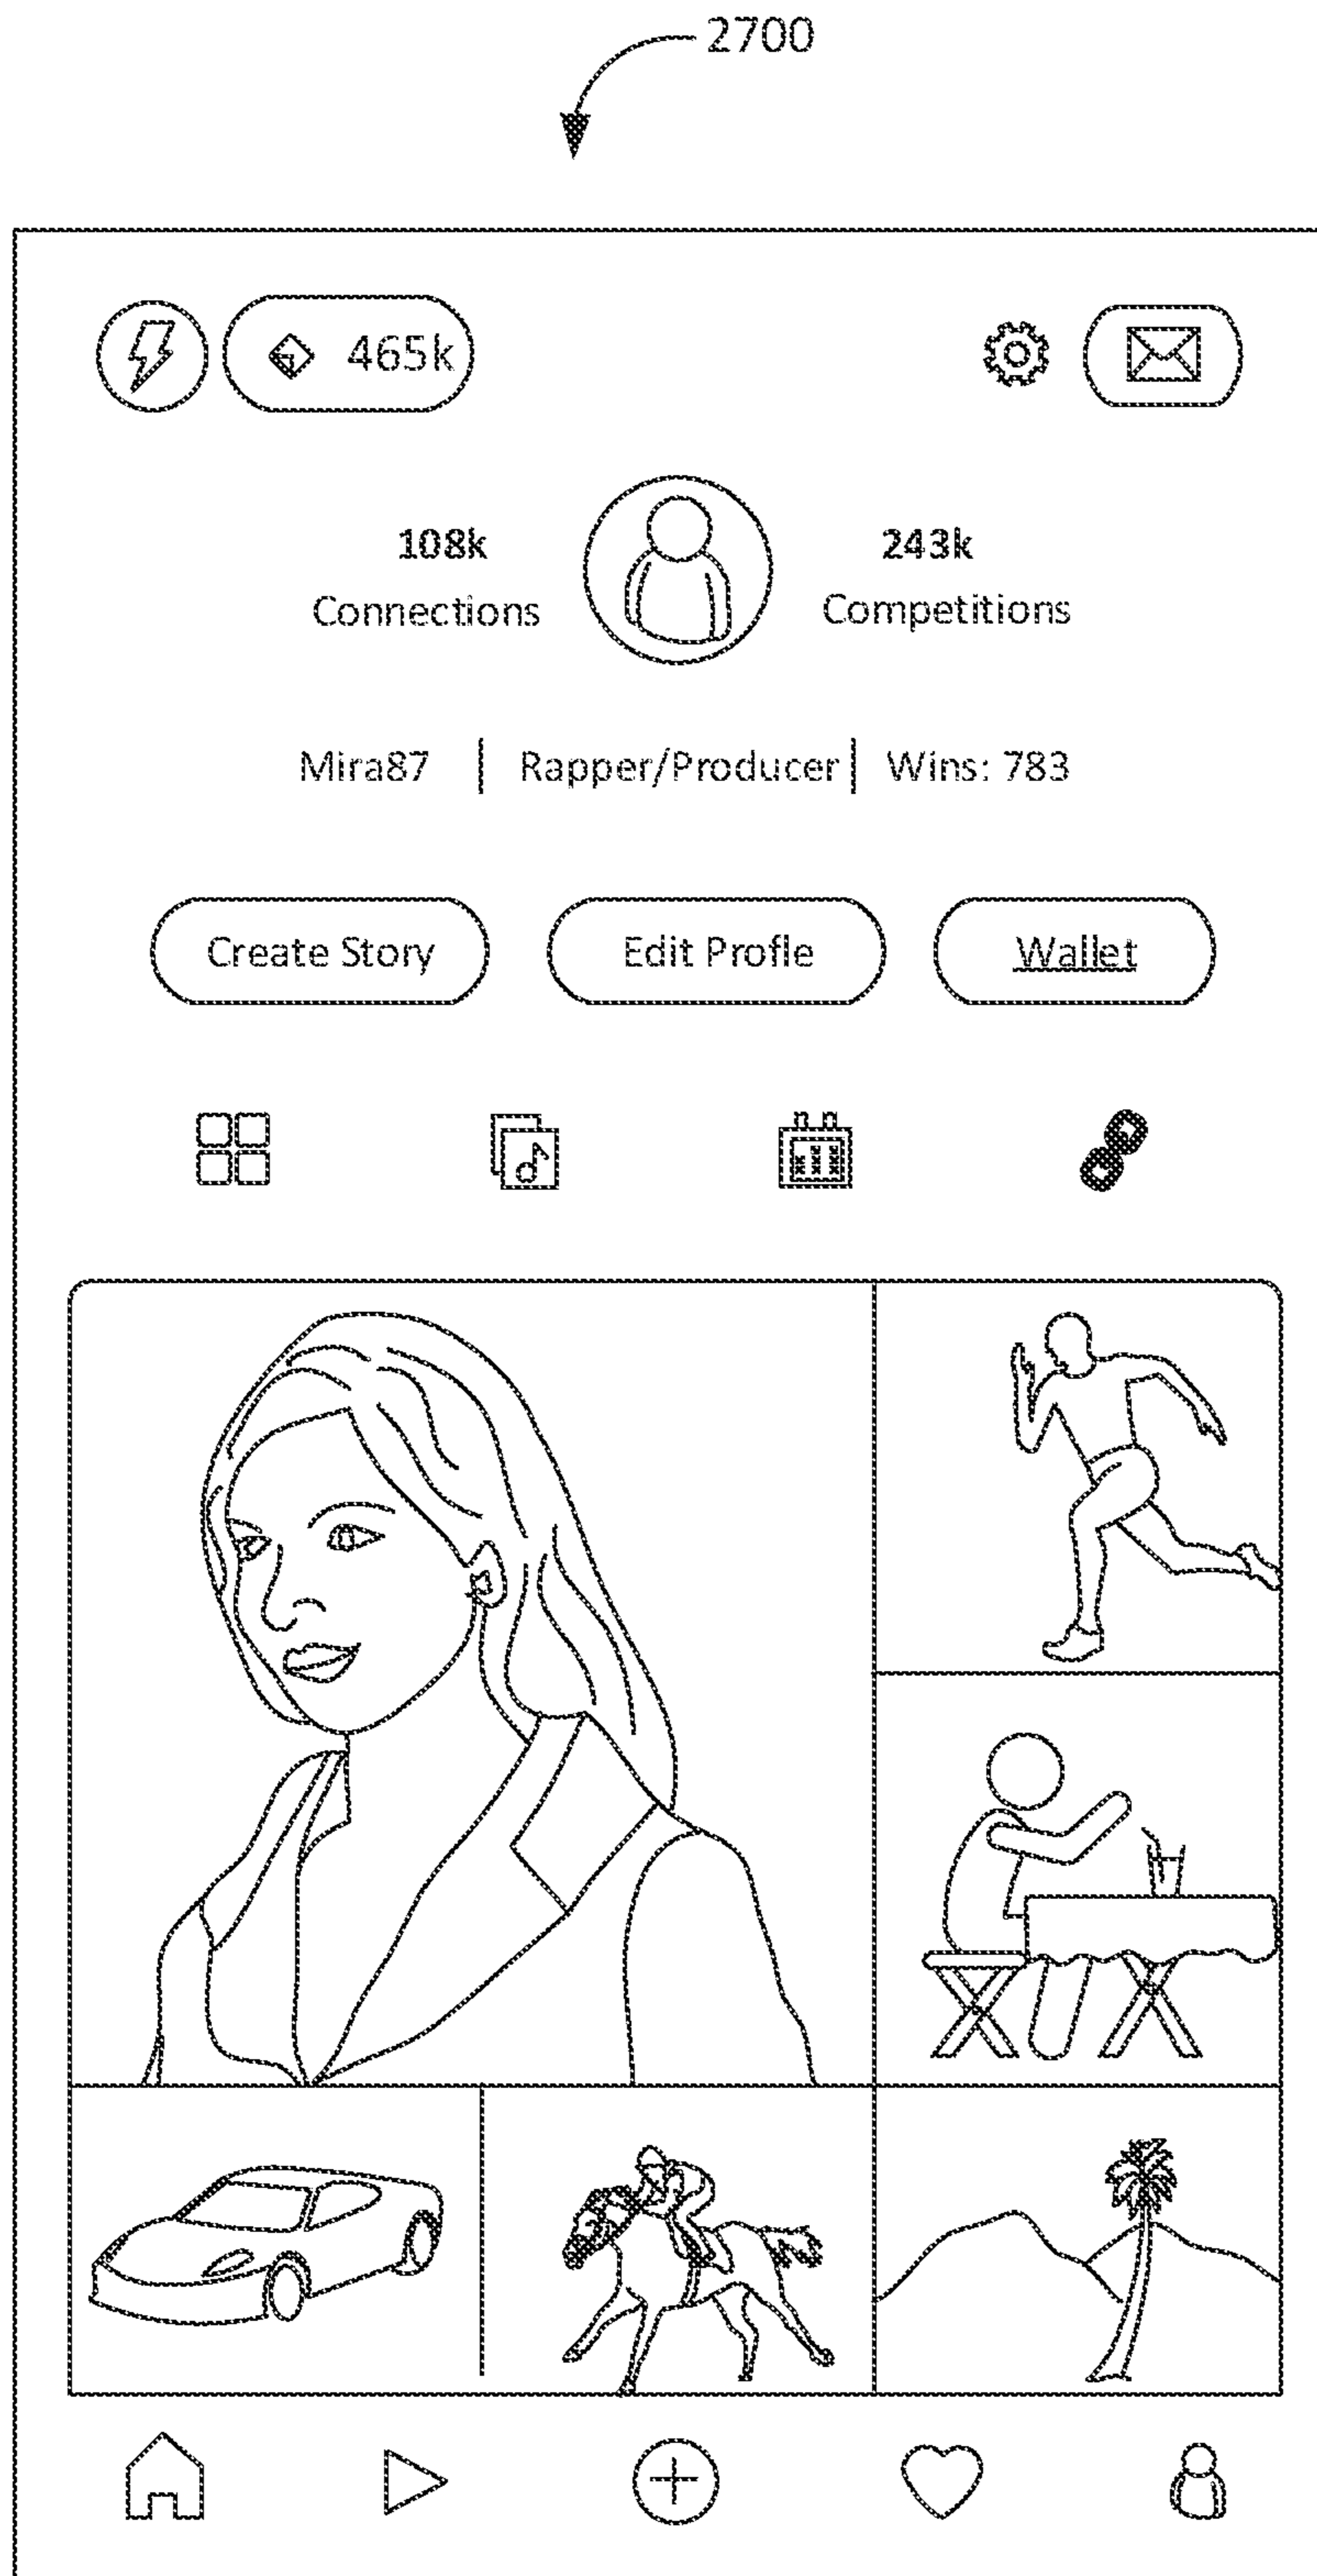 2700
465k
108k 243k
Connections Competitions
Mira87 | Rapper/Producer | Wins: 783
Create Story Edit Profle Wallet